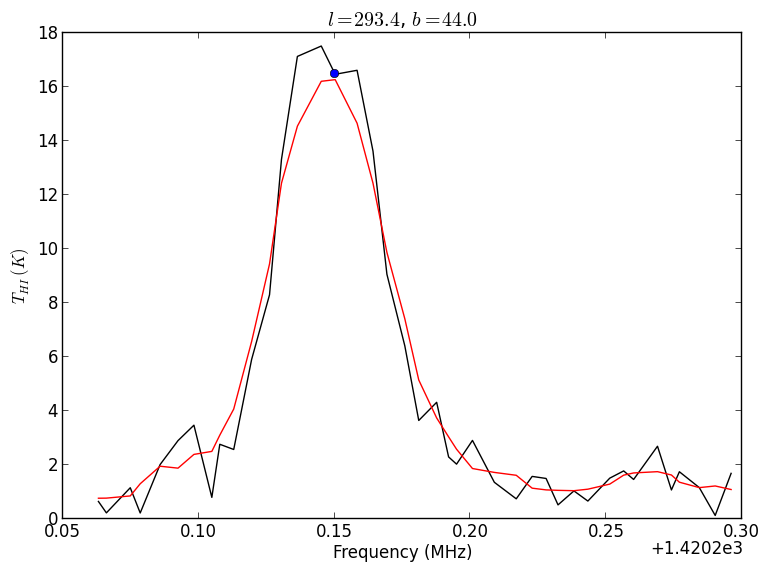 l = 293.4, b = 44.0
18
16
14
12
10
8
6
4
2
0
T_HI (K)
0.05 0.10 0.15 0.20 0.25 0.30
Frequency (MHz)
+1.4202e3